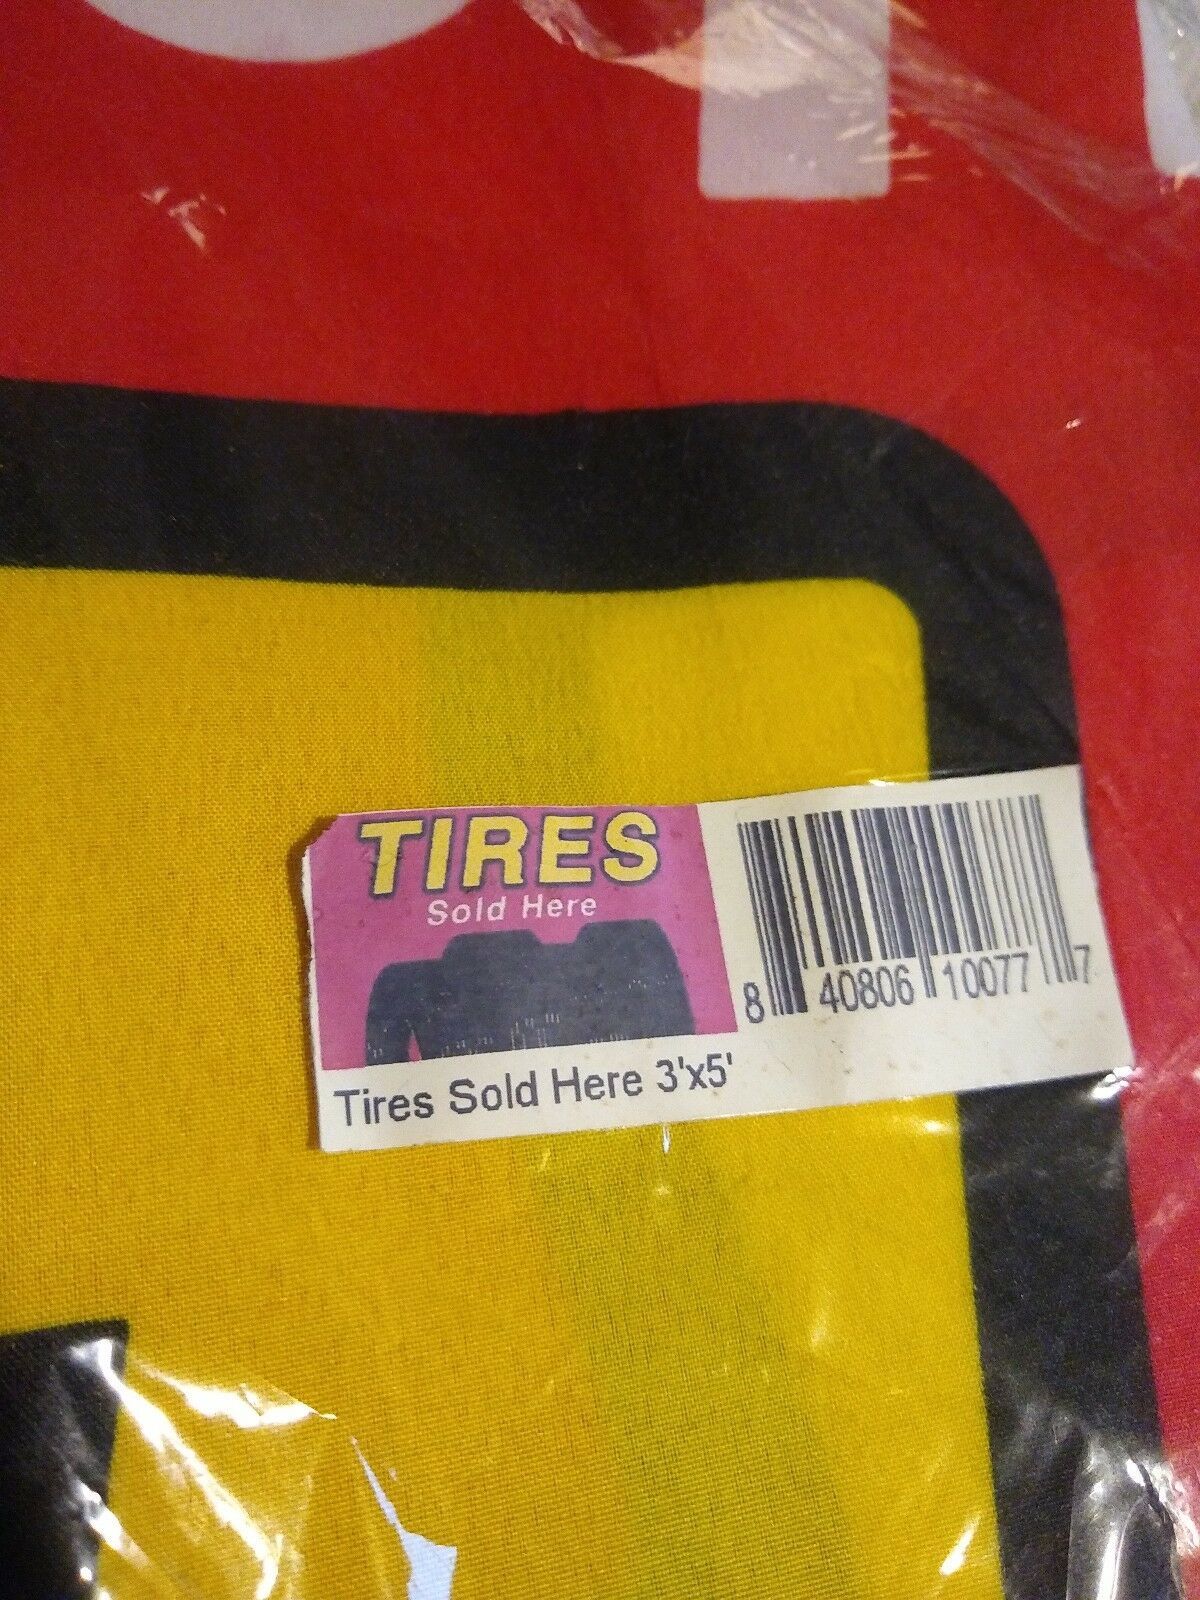 TIRES
Sold Here
8 40806 10077 7
Tires Sold Here 3'x5'